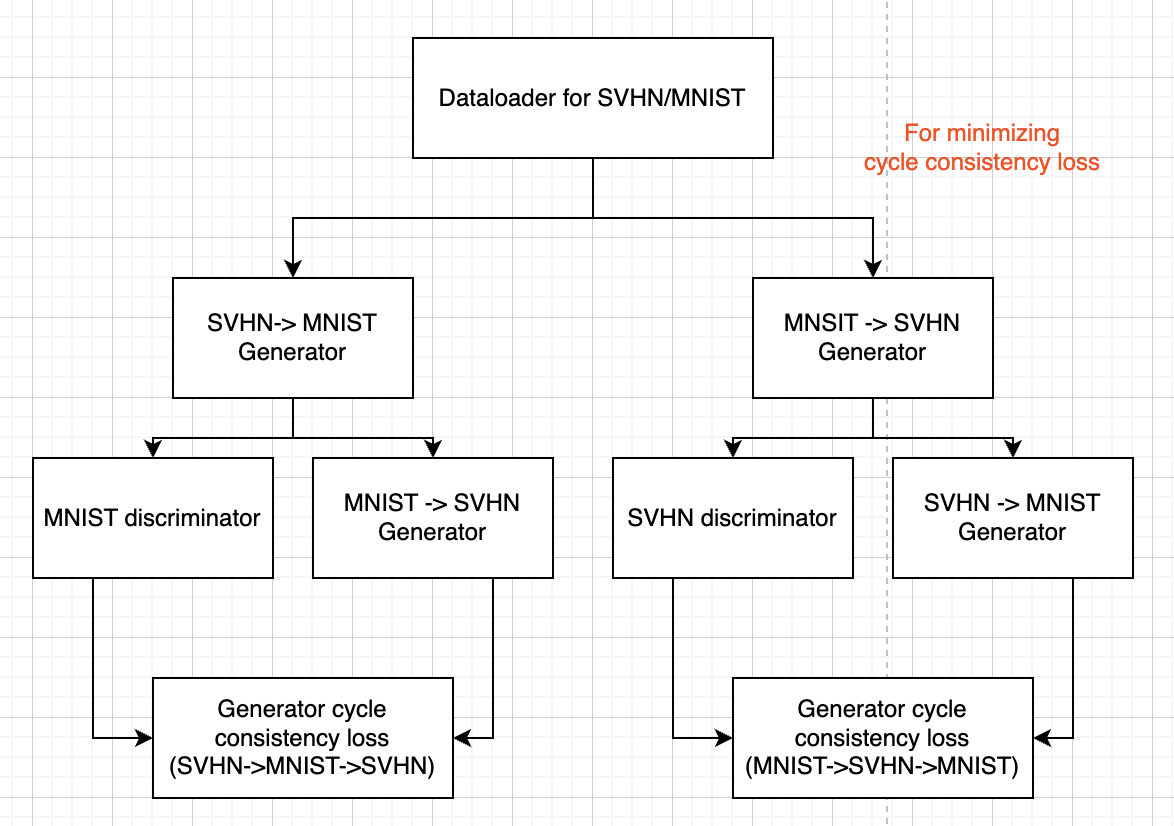 Dataloader for SVHN/MNIST
For minimizing
cycle consistency loss
SVHN-> MNIST
Generator
MNSIT -> SVHN
Generator
MNIST discriminator
MNIST -> SVHN
Generator
SVHN discriminator
SVHN -> MNIST
Generator
Generator cycle
consistency loss
(SVHN->MNIST->SVHN)
Generator cycle
consistency loss
(MNIST->SVHN->MNIST)